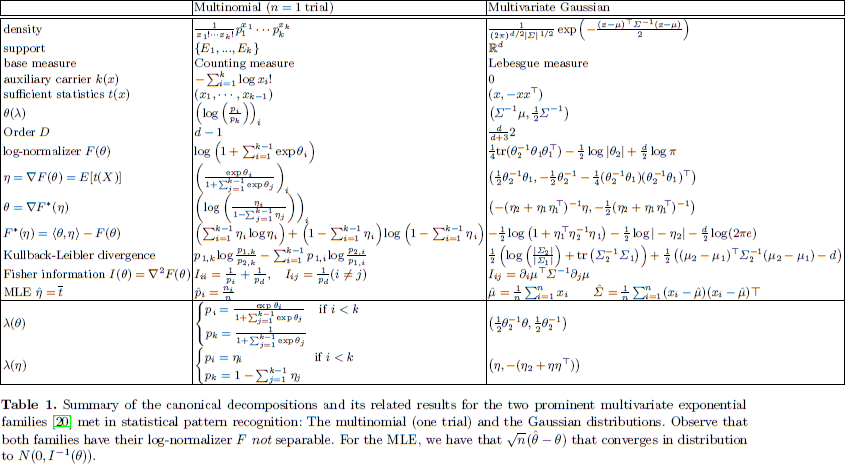 Multinomial (n = 1 trial) Multivariate Gaussian
density $\frac{1}{x_1!\cdots x_k!} p_1^{x_1} \cdots p_k^{x_k}$ $\frac{1}{(2\pi)^{d/2}|\Sigma|^{1/2}} \exp\left(-\frac{(x-\mu)^\top \Sigma^{-1}(x-\mu)}{2}\right)$
support $\{E_1, ..., E_k\}$ $\mathbb{R}^d$
base measure Counting measure Lebesgue measure
auxiliary carrier $k(x)$ $-\sum_{i=1}^k \log x_i!$ 0
sufficient statistics $t(x)$ $(x_1, \cdots, x_{k-1})$ $(x, -xx^\top)$
$\theta(\lambda)$ $\left(\log\left(\frac{p_i}{p_k}\right)\right)_i$ $\left(\Sigma^{-1}\mu, \frac{1}{2}\Sigma^{-1}\right)$
Order $D$ $d - 1$ $\frac{d}{d+3}2$
log-normalizer $F(\theta)$ $\log\left(1 + \sum_{i=1}^{k-1} \exp\theta_i\right)$ $\frac{1}{4}\mathrm{tr}(\theta_2^{-1}\theta_1\theta_1^\top) - \frac{1}{2}\log|\theta_2| + \frac{d}{2}\log\pi$
$\eta = \nabla F(\theta) = E[t(X)]$ $\left(\frac{\exp\theta_i}{1+\sum_{j=1}^{k-1}\exp\theta_j}\right)_i$ $\left(\frac{1}{2}\theta_2^{-1}\theta_1, -\frac{1}{2}\theta_2^{-1} - \frac{1}{4}(\theta_2^{-1}\theta_1)(\theta_2^{-1}\theta_1)^\top\right)$
$\theta = \nabla F^*(\eta)$ $\left(\log\left(\frac{\eta_i}{1-\sum_{j=1}^{k-1}\eta_j}\right)\right)_i$ $\left(-(\eta_2 + \eta_1\eta_1^\top)^{-1}\eta, -\frac{1}{2}(\eta_2 + \eta_1\eta_1^\top)^{-1}\right)$
$F^*(\eta) = \langle\theta, \eta\rangle - F(\theta)$ $\left(\sum_{i=1}^{k-1}\eta_i\log\eta_i\right) + \left(1 - \sum_{i=1}^{k-1}\eta_i\right)\log\left(1 - \sum_{i=1}^{k-1}\eta_i\right)$ $-\frac{1}{2}\log\left(1 + \eta_1^\top\eta_2^{-1}\eta_1\right) - \frac{1}{2}\log|-\eta_2| - \frac{d}{2}\log(2\pi e)$
Kullback-Leibler divergence $p_{1,k}\log\frac{p_{1,k}}{p_{2,k}} - \sum_{i=1}^{k-1} p_{1,i}\log\frac{p_{2,i}}{p_{1,i}}$ $\frac{1}{2}\left(\log\left(\frac{|\Sigma_2|}{|\Sigma_1|}\right) + \mathrm{tr}\left(\Sigma_2^{-1}\Sigma_1\right)\right) + \frac{1}{2}\left((\mu_2 - \mu_1)^\top\Sigma_2^{-1}(\mu_2 - \mu_1) - d\right)$
Fisher information $I(\theta) = \nabla^2 F(\theta)$ $I_{ii} = \frac{1}{p_i} + \frac{1}{p_d}, \quad I_{ij} = \frac{1}{p_d}(i \neq j)$ $I_{ij} = \partial_i\mu^\top\Sigma^{-1}\partial_j\mu$
MLE $\hat{\eta} = \overline{t}$ $\hat{p}_i = \frac{n_i}{n}$ $\hat{\mu} = \frac{1}{n}\sum_{i=1}^n x_i \quad \hat{\Sigma} = \frac{1}{n}\sum_{i=1}^n (x_i - \hat{\mu})(x_i - \hat{\mu})\top$
$\lambda(\theta)$ $\begin{cases} p_i = \frac{\exp\theta_i}{1+\sum_{j=1}^{k-1}\exp\theta_j} & \text{if } i < k \\ p_k = \frac{1}{1+\sum_{j=1}^{k-1}\exp\theta_j} \end{cases}$ $\left(\frac{1}{2}\theta_2^{-1}\theta, \frac{1}{2}\theta_2^{-1}\right)$
$\lambda(\eta)$ $\begin{cases} p_i = \eta_i & \text{if } i < k \\ p_k = 1 - \sum_{j=1}^{k-1}\eta_j \end{cases}$ $\left(\eta, -(\eta_2 + \eta\eta^\top)\right)$
Table 1. Summary of the canonical decompositions and its related results for the two prominent multivariate exponential
families [20] met in statistical pattern recognition: The multinomial (one trial) and the Gaussian distributions. Observe that
both families have their log-normalizer F not separable. For the MLE, we have that $\sqrt{n}(\hat{\theta} - \theta)$ that converges in distribution
to $N(0, I^{-1}(\theta))$.